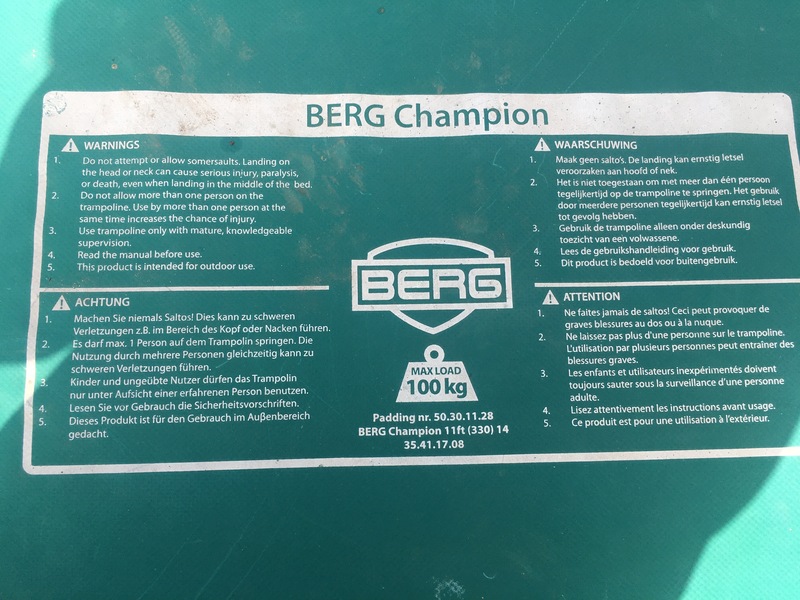 BERG Champion
WARNINGS
1. Do not attempt or allow somersaults. Landing on
the head or neck can cause serious injury, paralysis,
or death, even when landing in the middle of the bed.
2. Do not allow more than one person on the
trampoline. Use by more than one person at the
same time increases the chance of injury.
3. Use trampoline only with mature, knowledgeable
supervision.
4. Read the manual before use.
5. This product is intended for outdoor use.
ACHTUNG
1. Machen Sie niemals Saltos! Dies kann zu schweren
Verletzungen z.B. im Bereich des Kopf oder Nacken führen.
2. Es darf max. 1 Person auf dem Trampolin springen. Die
Nutzung durch mehrere Personen gleichzeitig kann zu
schweren Verletzungen führen.
3. Kinder und ungeübte Nutzer dürfen das Trampolin
nur unter Aufsicht einer erfahrenen Person benutzen.
4. Lesen Sie vor Gebrauch die Sicherheitsvorschriften.
5. Dieses Produkt ist für den Gebrauch im Außenbereich
gedacht.
BERG
MAX LOAD
100 kg
Padding nr. 50.30.11.28
BERG Champion 11ft (330) 14
35.41.17.08
WAARSCHUWING
1. Maak geen salto's. De landing kan ernstig letsel
veroorzaken aan hoofd of nek.
2. Het is niet toegestaan om met meer dan één persoon
tegelijkertijd op de trampoline te springen. Het gebruik
door meerdere personen tegelijkertijd kan ernstig letsel
tot gevolg hebben.
3. Gebruik de trampoline alleen onder deskundig
toezicht van een volwassene.
4. Lees de gebruikshandleiding voor gebruik.
5. Dit product is bedoeld voor buitengebruik.
ATTENTION
1. Ne faites jamais de saltos! Ceci peut provoquer de
graves blessures au dos ou à la nuque.
2. Ne laissez pas plus d'une personne sur le trampoline.
L'utilisation par plusieurs personnes peut entraîner des
blessures graves.
3. Les enfants et utilisateurs inexpérimentés doivent
toujours sauter sous la surveillance d'une personne
adulte.
4. Lisez attentivement les instructions avant usage.
5. Ce produit est pour une utilisation à l'extérieur.